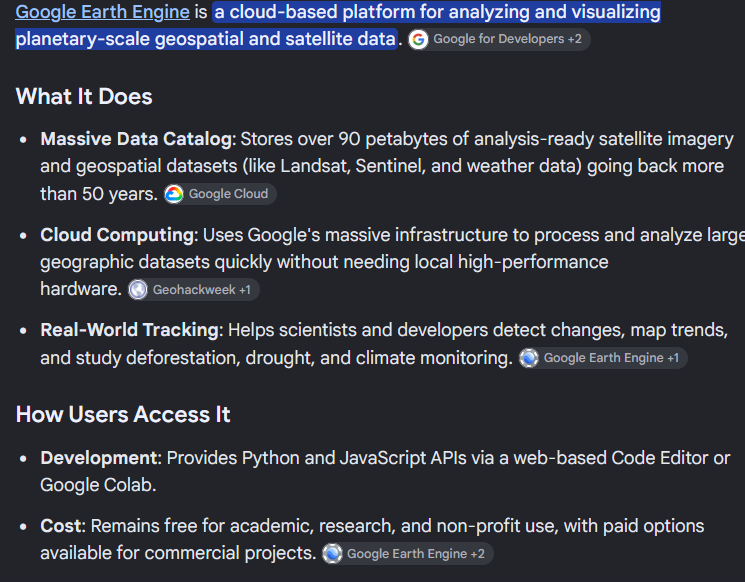 Google Earth Engine is a cloud-based platform for analyzing and visualizing
planetary-scale geospatial and satellite data. Google for Developers +2
What It Does
• Massive Data Catalog: Stores over 90 petabytes of analysis-ready satellite imagery
and geospatial datasets (like Landsat, Sentinel, and weather data) going back more
than 50 years. Google Cloud
• Cloud Computing: Uses Google's massive infrastructure to process and analyze large
geographic datasets quickly without needing local high-performance
hardware. Geohackweek +1
• Real-World Tracking: Helps scientists and developers detect changes, map trends,
and study deforestation, drought, and climate monitoring. Google Earth Engine +1
How Users Access It
• Development: Provides Python and JavaScript APIs via a web-based Code Editor or
Google Colab.
• Cost: Remains free for academic, research, and non-profit use, with paid options
available for commercial projects. Google Earth Engine +2